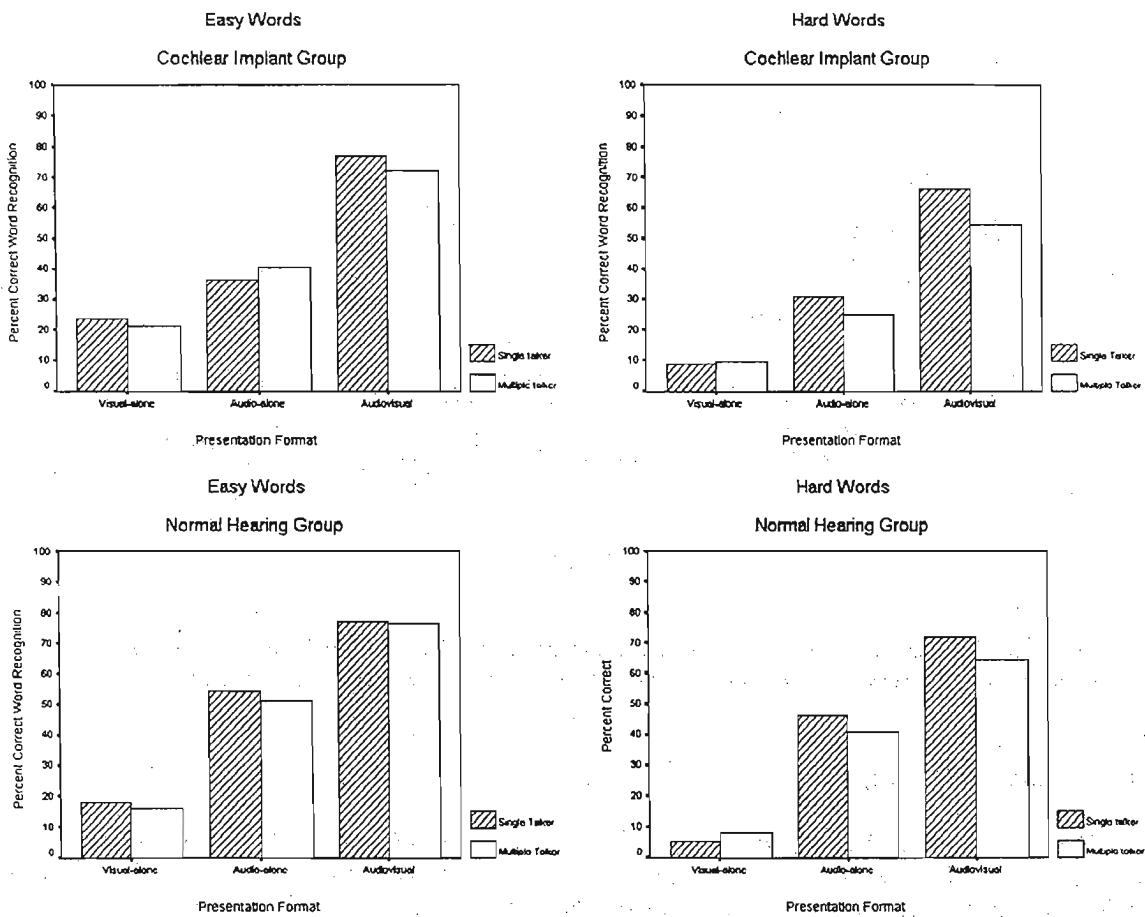 Easy Words
Cochlear Implant Group
Percent Correct Word Recognition
100
90
80
70
60
50
40
30
20
10
0
Visual-alone
Audio-alone
Audiovisual
Presentation Format
Single talker
Multiple talker
Hard Words
Cochlear Implant Group
Percent Correct Word Recognition
100
90
80
70
60
50
40
30
20
10
0
Visual-alone
Audio-alone
Audiovisual
Presentation Format
Single Talker
Multiple Talker
Easy Words
Normal Hearing Group
Percent Correct Word Recognition
100
90
80
70
60
50
40
30
20
10
0
Visual-alone
Audio-alone
Audiovisual
Presentation Format
Single Talker
Multiple Talker
Hard Words
Normal Hearing Group
Percent Correct
100
90
80
70
60
50
40
30
20
10
0
Visual-alone
Audio-alone
Audiovisual
Presentation Format
Single talker
Multiple talker